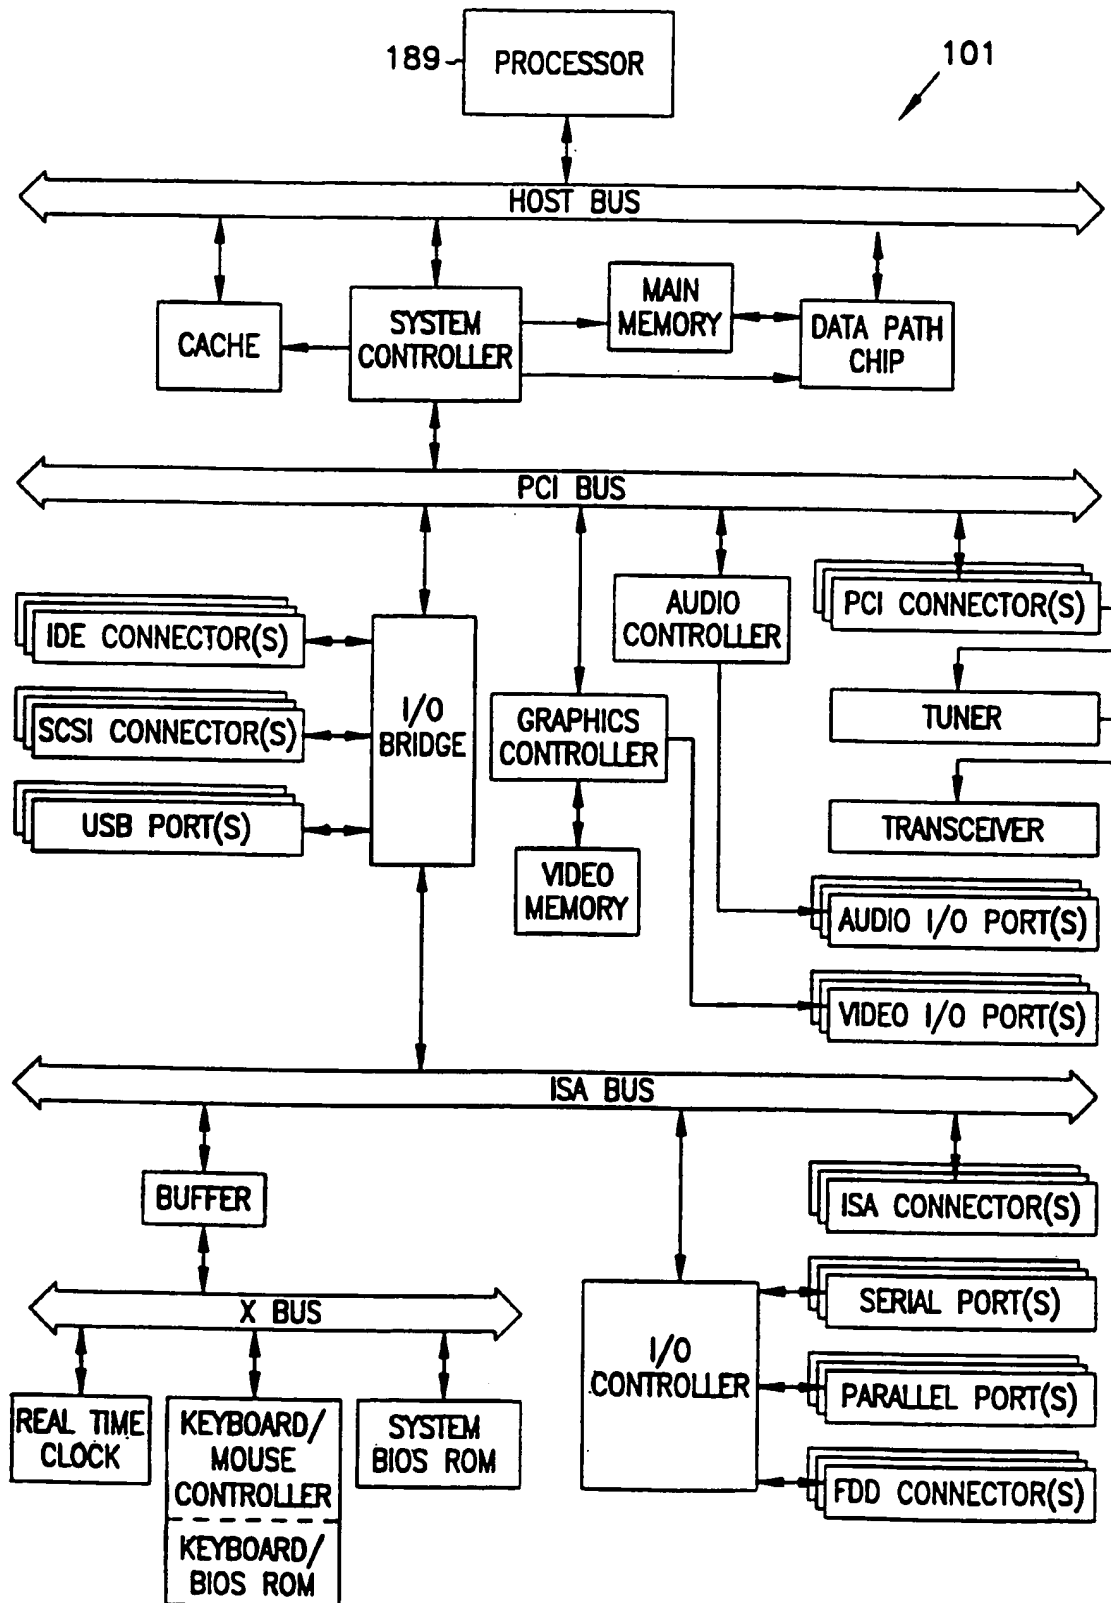 189
PROCESSOR
101
HOST BUS
CACHE
SYSTEM
CONTROLLER
MAIN
MEMORY
DATA PATH
CHIP
PCI BUS
IDE CONNECTOR(S)
SCSI CONNECTOR(S)
USB PORT(S)
I/O
BRIDGE
GRAPHICS
CONTROLLER
VIDEO
MEMORY
AUDIO
CONTROLLER
PCI CONNECTOR(S)
TUNER
TRANSCEIVER
AUDIO I/O PORT(S)
VIDEO I/O PORT(S)
ISA BUS
BUFFER
X BUS
REAL TIME
CLOCK
KEYBOARD/
MOUSE
CONTROLLER
KEYBOARD/
BIOS ROM
SYSTEM
BIOS ROM
I/O
CONTROLLER
ISA CONNECTOR(S)
SERIAL PORT(S)
PARALLEL PORT(S)
FDD CONNECTOR(S)